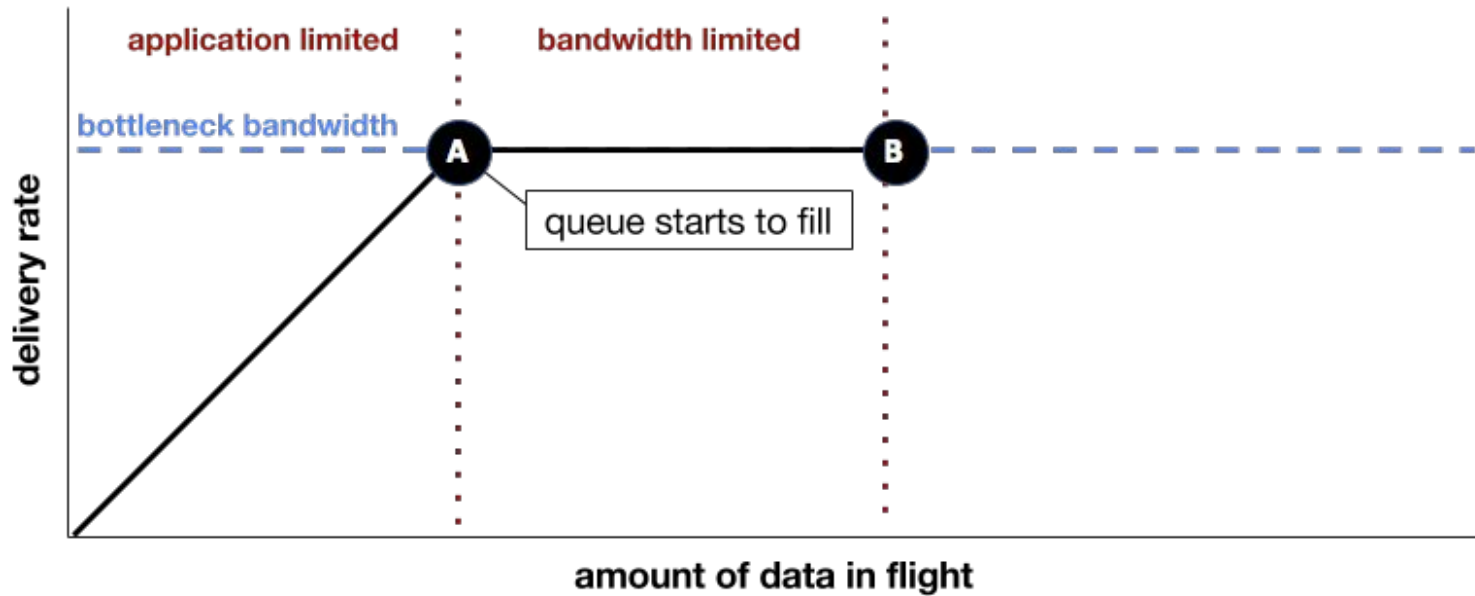 application limited
bandwidth limited
bottleneck bandwidth
A
B
queue starts to fill
delivery rate
amount of data in flight